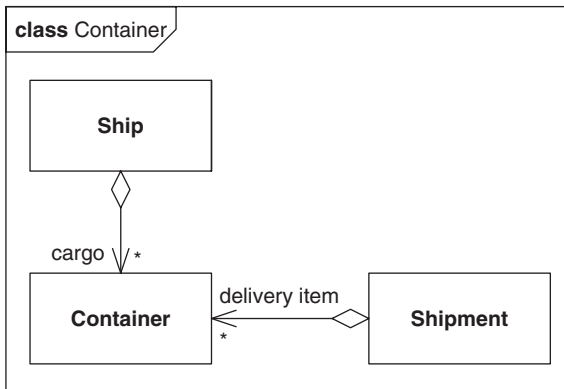 class Container
Ship
cargo *
delivery item
Container
Shipment
*